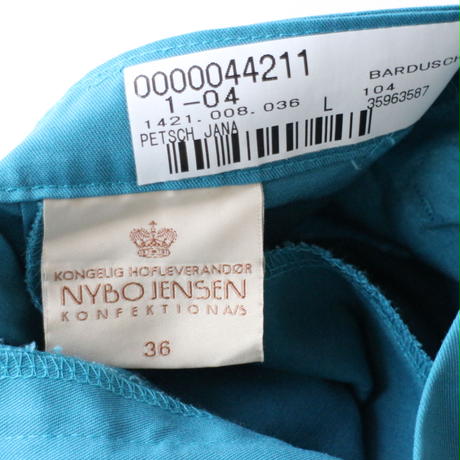 0000044211
1-04
BARDUSCH
1421.008.036 L 104
PETSCH JANA 35963587
KONGELIG HOFLEVERANDØR
NYBO JENSEN
KONFEKTION A/S
36